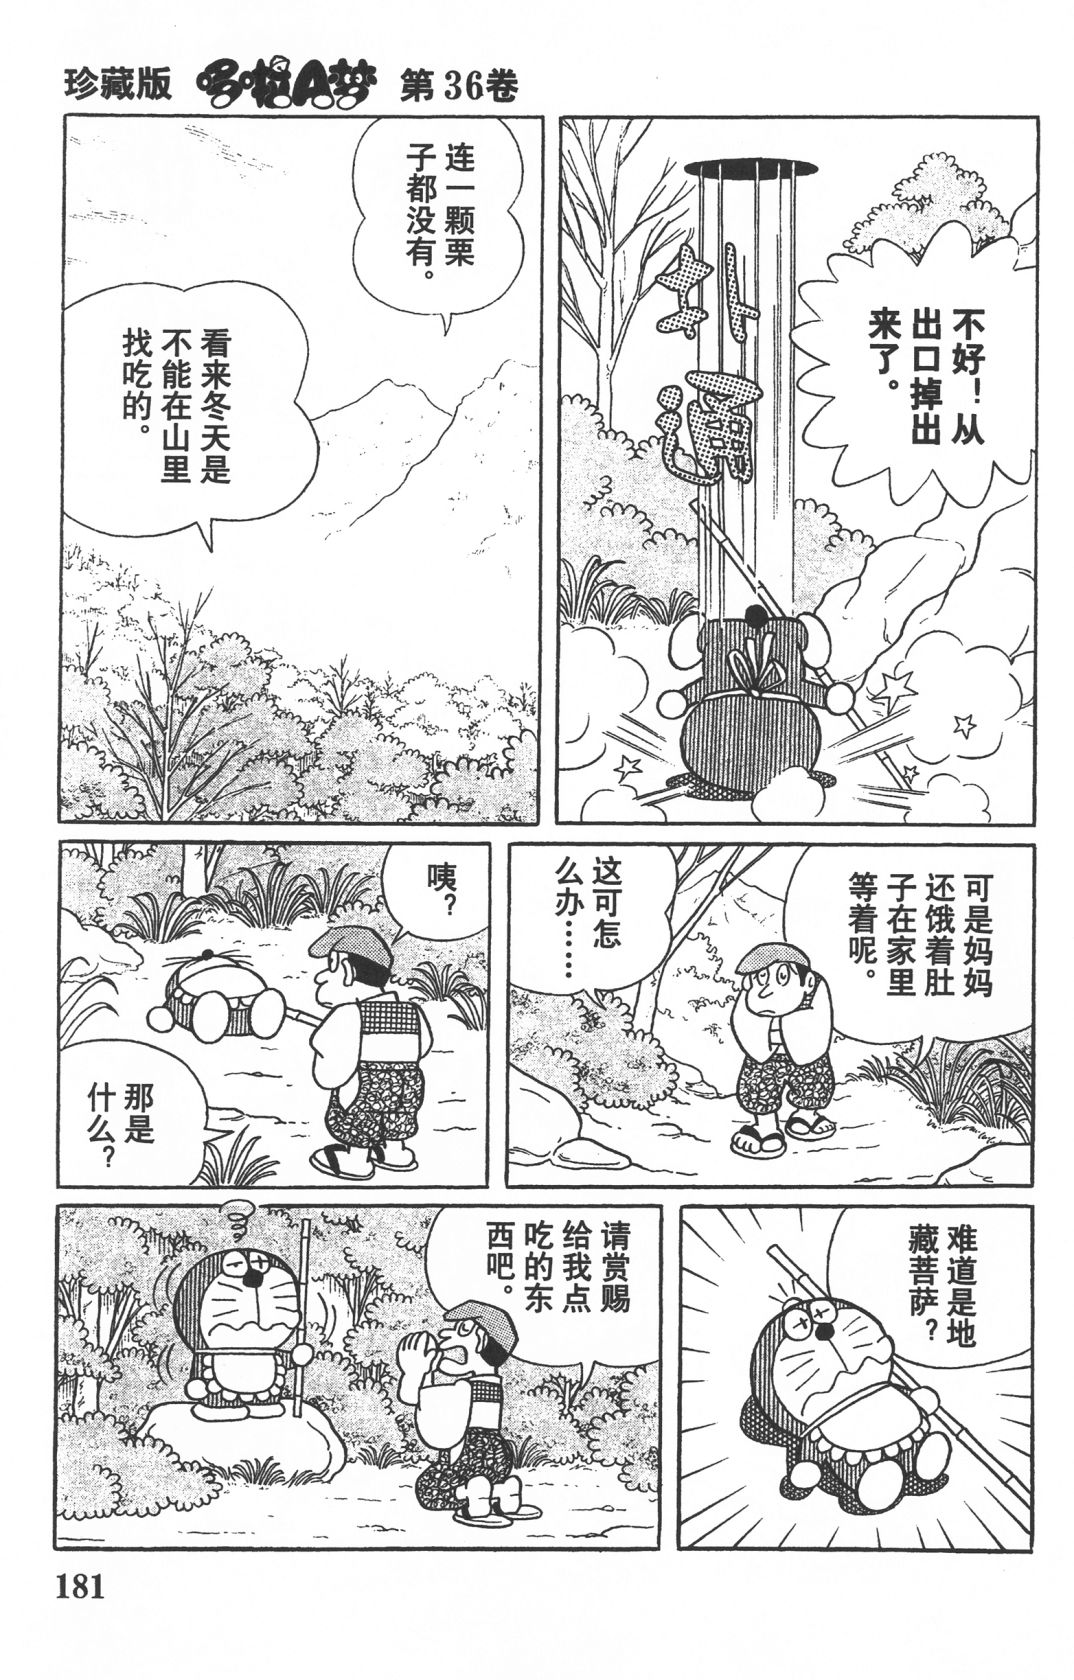 珍藏版 哆啦A梦 第36卷
不好！从
出口掉出
来了。
扑通
连一颗栗
子都没有。
看来冬天是
不能在山里
找吃的。
可是妈妈
还饿着肚
子在家里
等着呢。
这可怎
么办……
咦？
那是
什么？
难道是地
藏菩萨？
请赏赐
给我点
吃的东
西吧。
181